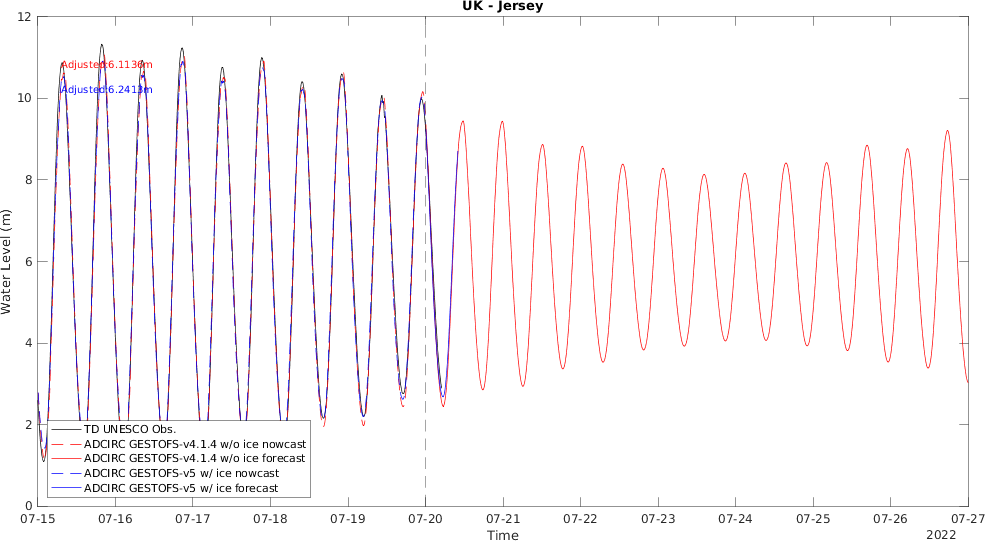 UK - Jersey
12
10
8
6
4
2
0
Water Level (m)
Adjusted:6.1136m
Adjusted:6.2413m
TD UNESCO Obs.
ADCIRC GESTOFS-v4.1.4 w/o ice nowcast
ADCIRC GESTOFS-v4.1.4 w/o ice forecast
ADCIRC GESTOFS-v5 w/ ice nowcast
ADCIRC GESTOFS-v5 w/ ice forecast
07-15 07-16 07-17 07-18 07-19 07-20 07-21 07-22 07-23 07-24 07-25 07-26 07-27
Time
2022